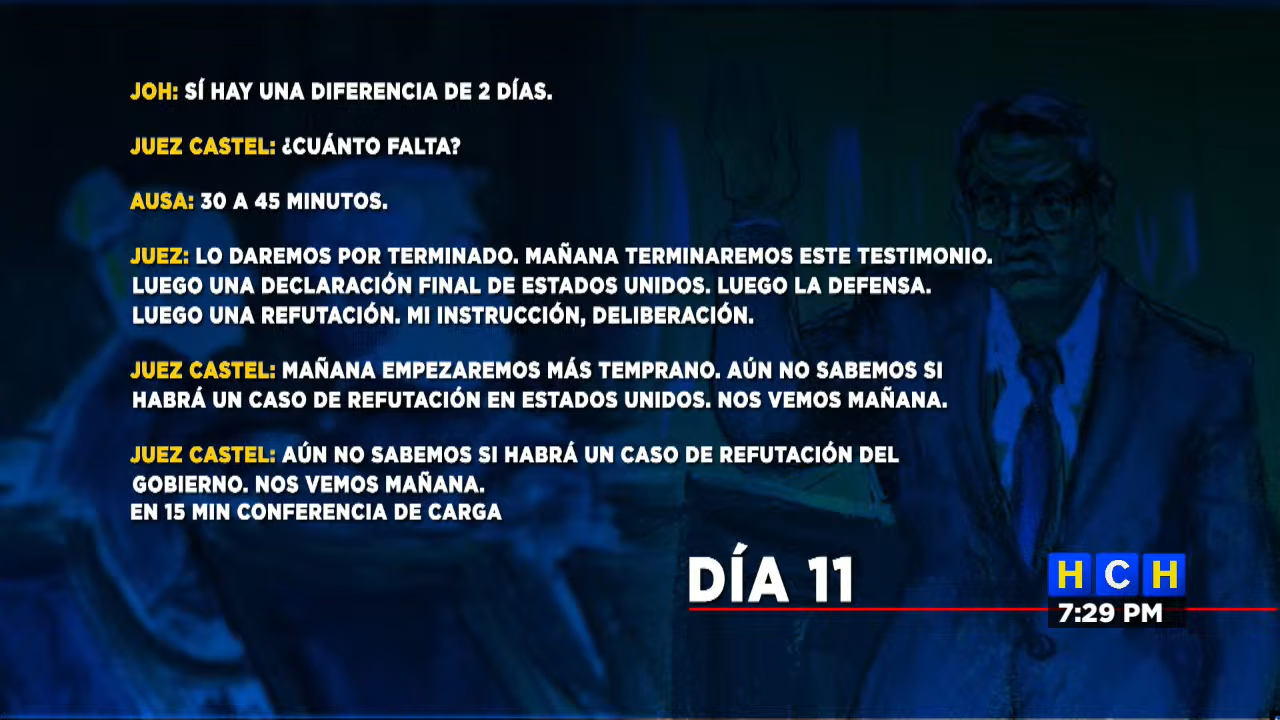 JOH: SÍ HAY UNA DIFERENCIA DE 2 DÍAS.
JUEZ CASTEL: ¿CUÁNTO FALTA?
AUSA: 30 A 45 MINUTOS.
JUEZ: LO DAREMOS POR TERMINADO. MAÑANA TERMINAREMOS ESTE TESTIMONIO.
LUEGO UNA DECLARACIÓN FINAL DE ESTADOS UNIDOS. LUEGO LA DEFENSA.
LUEGO UNA REFUTACIÓN. MI INSTRUCCIÓN, DELIBERACIÓN.
JUEZ CASTEL: MAÑANA EMPEZAREMOS MÁS TEMPRANO. AÚN NO SABEMOS SI
HABRÁ UN CASO DE REFUTACIÓN EN ESTADOS UNIDOS. NOS VEMOS MAÑANA.
JUEZ CASTEL: AÚN NO SABEMOS SI HABRÁ UN CASO DE REFUTACIÓN DEL
GOBIERNO. NOS VEMOS MAÑANA.
EN 15 MIN CONFERENCIA DE CARGA
DÍA 11
HCH
7:29 PM